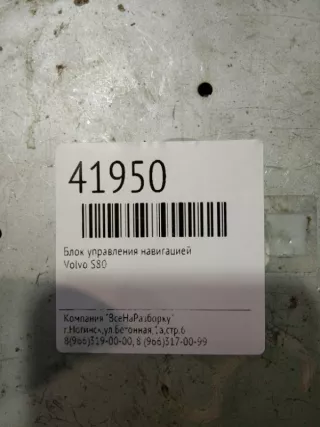 41950
Блок управления навигацией
Volvo S80
Компания "ВсеНаРазборку"
г.Ногинск,ул.Бетонная,1а,стр.6
8(966)319-00-00, 8 (966)317-00-99